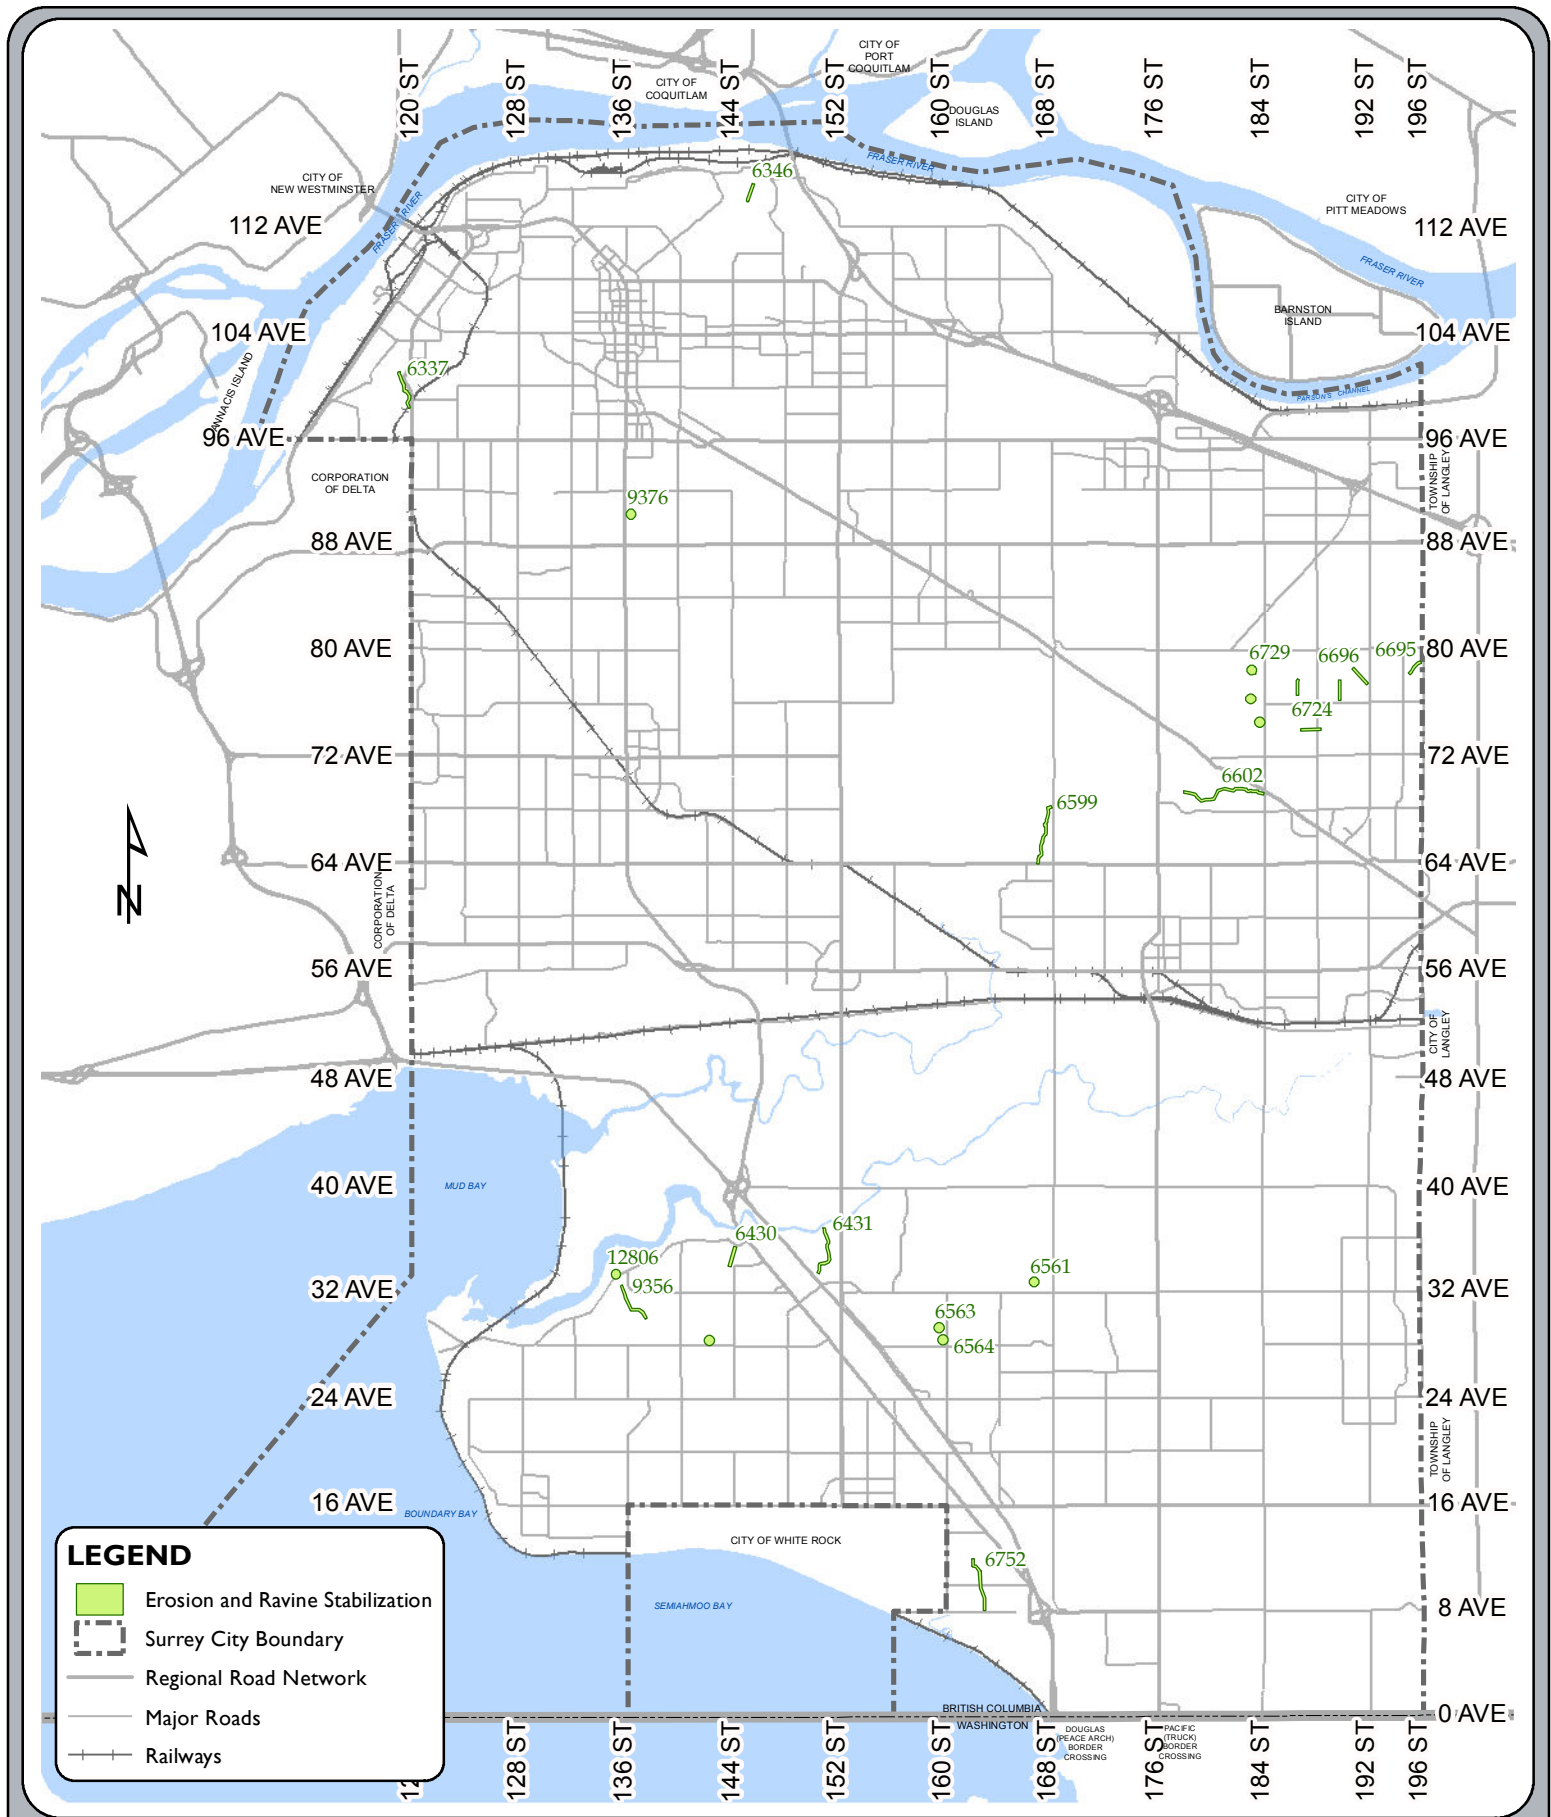 CITY OF
PORT
COQUITLAM
CITY OF
COQUITLAM
120 ST
128 ST
136 ST
144 ST
152 ST
160 ST
168 ST
176 ST
184 ST
192 ST
196 ST
DOUGLAS
ISLAND
FRASER RIVER
6346
CITY OF
NEW WESTMINSTER
FRASER RIVER
CITY OF
PITT MEADOWS
112 AVE
112 AVE
FRASER RIVER
BARNSTON
ISLAND
104 AVE
104 AVE
6337
ANNACIS ISLAND
PARSON'S CHANNEL
96 AVE
96 AVE
TOWNSHIP
OF LANGLEY
CORPORATION
OF DELTA
9376
88 AVE
88 AVE
80 AVE
6729
6696
6695
80 AVE
6724
72 AVE
72 AVE
6602
6599
64 AVE
64 AVE
CORPORATION
OF DELTA
56 AVE
56 AVE
CITY OF
LANGLEY
48 AVE
48 AVE
40 AVE
MUD BAY
40 AVE
6430
6431
12806
6561
32 AVE
9356
32 AVE
6563
6564
24 AVE
24 AVE
TOWNSHIP
OF LANGLEY
16 AVE
16 AVE
BOUNDARY BAY
CITY OF WHITE ROCK
6752
SEMIAHMOO BAY
8 AVE
LEGEND
Erosion and Ravine Stabilization
Surrey City Boundary
Regional Road Network
Major Roads
Railways
BRITISH COLUMBIA
WASHINGTON
0 AVE
DOUGLAS
(PEACE ARCH)
BORDER
CROSSING
PACIFIC
(TRUCK)
BORDER
CROSSING
12
128 ST
136 ST
144 ST
152 ST
160 ST
168 ST
176 ST
184 ST
192 ST
196 ST
N